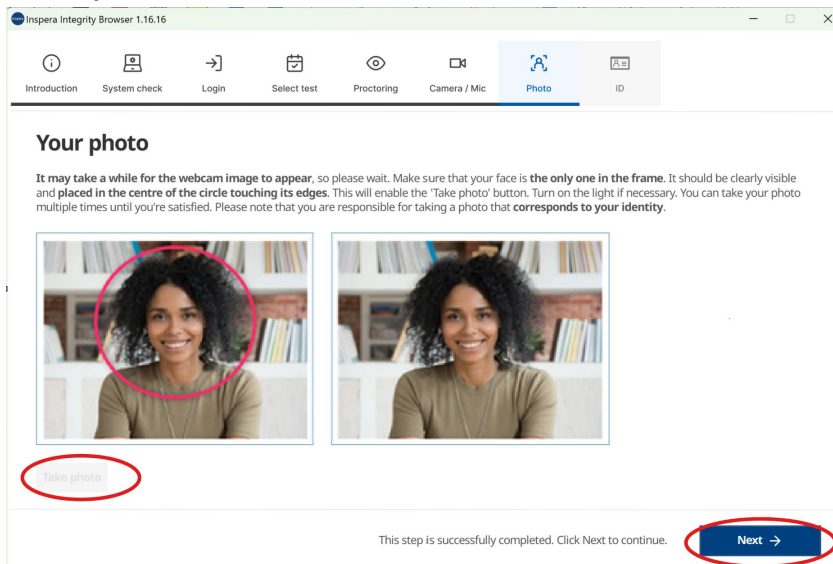 Inspera Integrity Browser 1.16.16
Introduction
System check
Login
Select test
Proctoring
Camera / Mic
Photo
ID
Your photo
It may take a while for the webcam image to appear, so please wait. Make sure that your face is the only one in the frame. It should be clearly visible
and placed in the centre of the circle touching its edges. This will enable the 'Take photo' button. Turn on the light if necessary. You can take your photo
multiple times until you're satisfied. Please note that you are responsible for taking a photo that corresponds to your identity.
Take photo
This step is successfully completed. Click Next to continue.
Next →